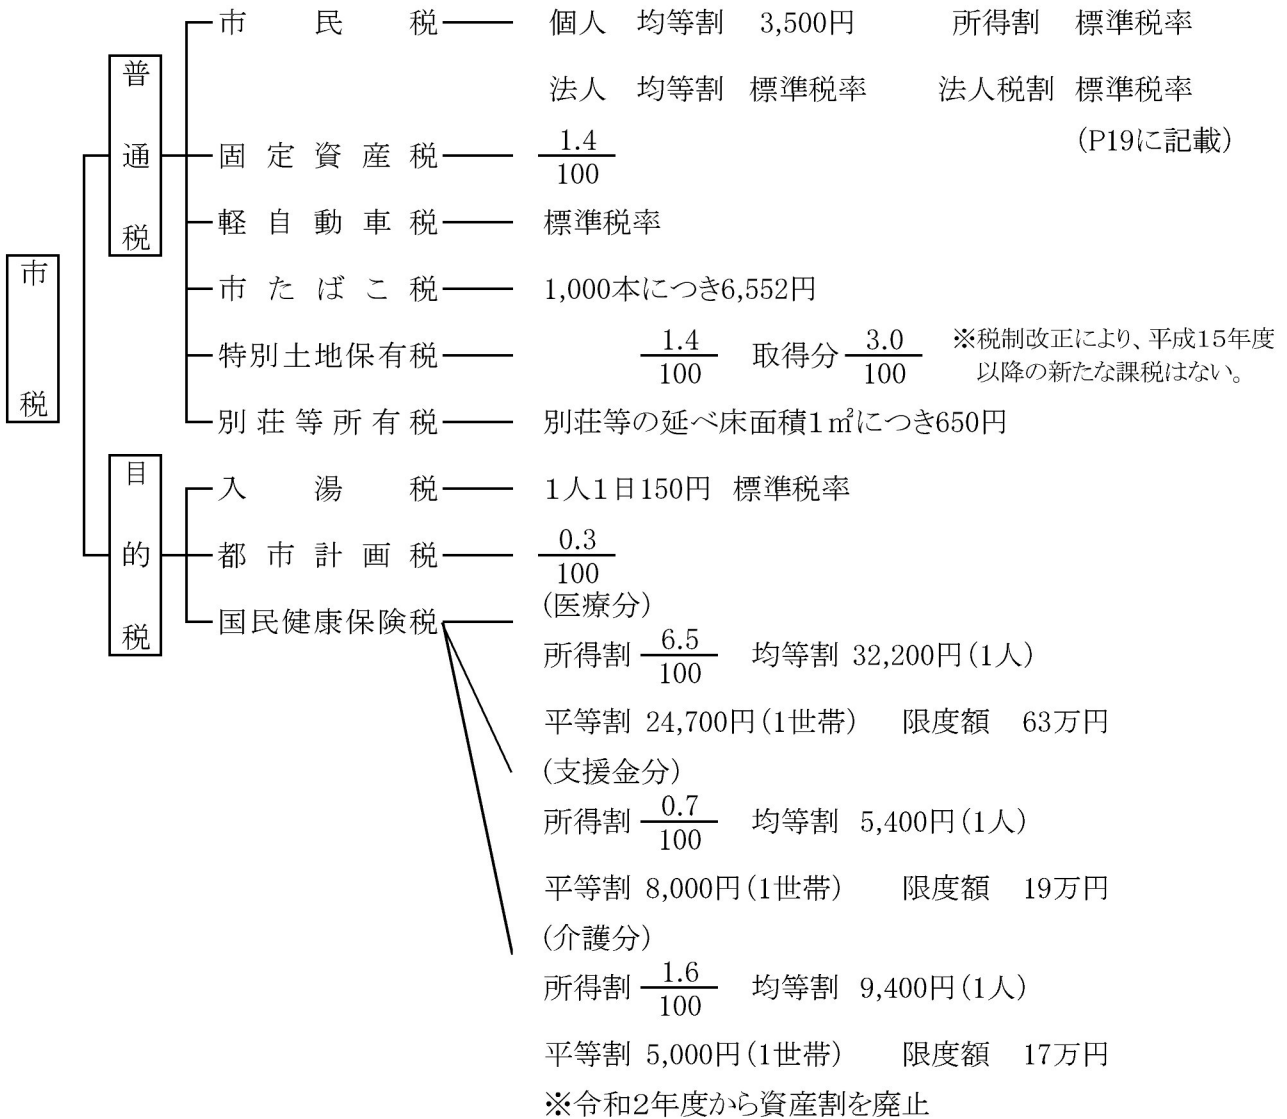 市税
普通税
市民税 個人 均等割 3,500円 所得割 標準税率
法人 均等割 標準税率 法人税割 標準税率
(P19に記載)
固定資産税 1.4/100
軽自動車税 標準税率
市たばこ税 1,000本につき6,552円
特別土地保有税 1.4/100 取得分 3.0/100 ※税制改正により、平成15年度
以降の新たな課税はない。
別荘等所有税 別荘等の延べ床面積1㎡につき650円
目的税
入湯税 1人1日150円 標準税率
都市計画税 0.3/100
国民健康保険税 (医療分)
所得割 6.5/100 均等割 32,200円(1人)
平等割 24,700円(1世帯) 限度額 63万円
(支援金分)
所得割 0.7/100 均等割 5,400円(1人)
平等割 8,000円(1世帯) 限度額 19万円
(介護分)
所得割 1.6/100 均等割 9,400円(1人)
平等割 5,000円(1世帯) 限度額 17万円
※令和2年度から資産割を廃止